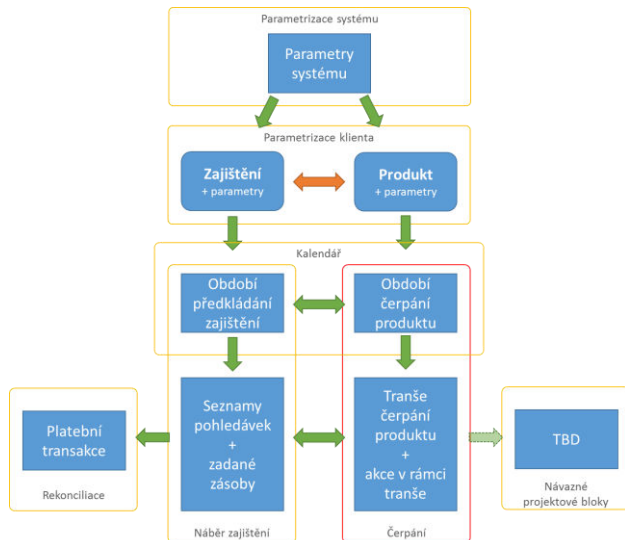 Parametrizace systému
Parametry
systému
Parametrizace klienta
Zajištění
+ parametry
Produkt
+ parametry
Kalendář
Období
předkládání
zajištění
Období
čerpání
produktu
Platební
transakce
Rekonciliace
Seznamy
pohledávek
+
zadané
zásoby
Náběr zajištění
Tranše
čerpání
produktu
+
akce v rámci
tranše
Čerpání
TBD
Návazné
projektové bloky